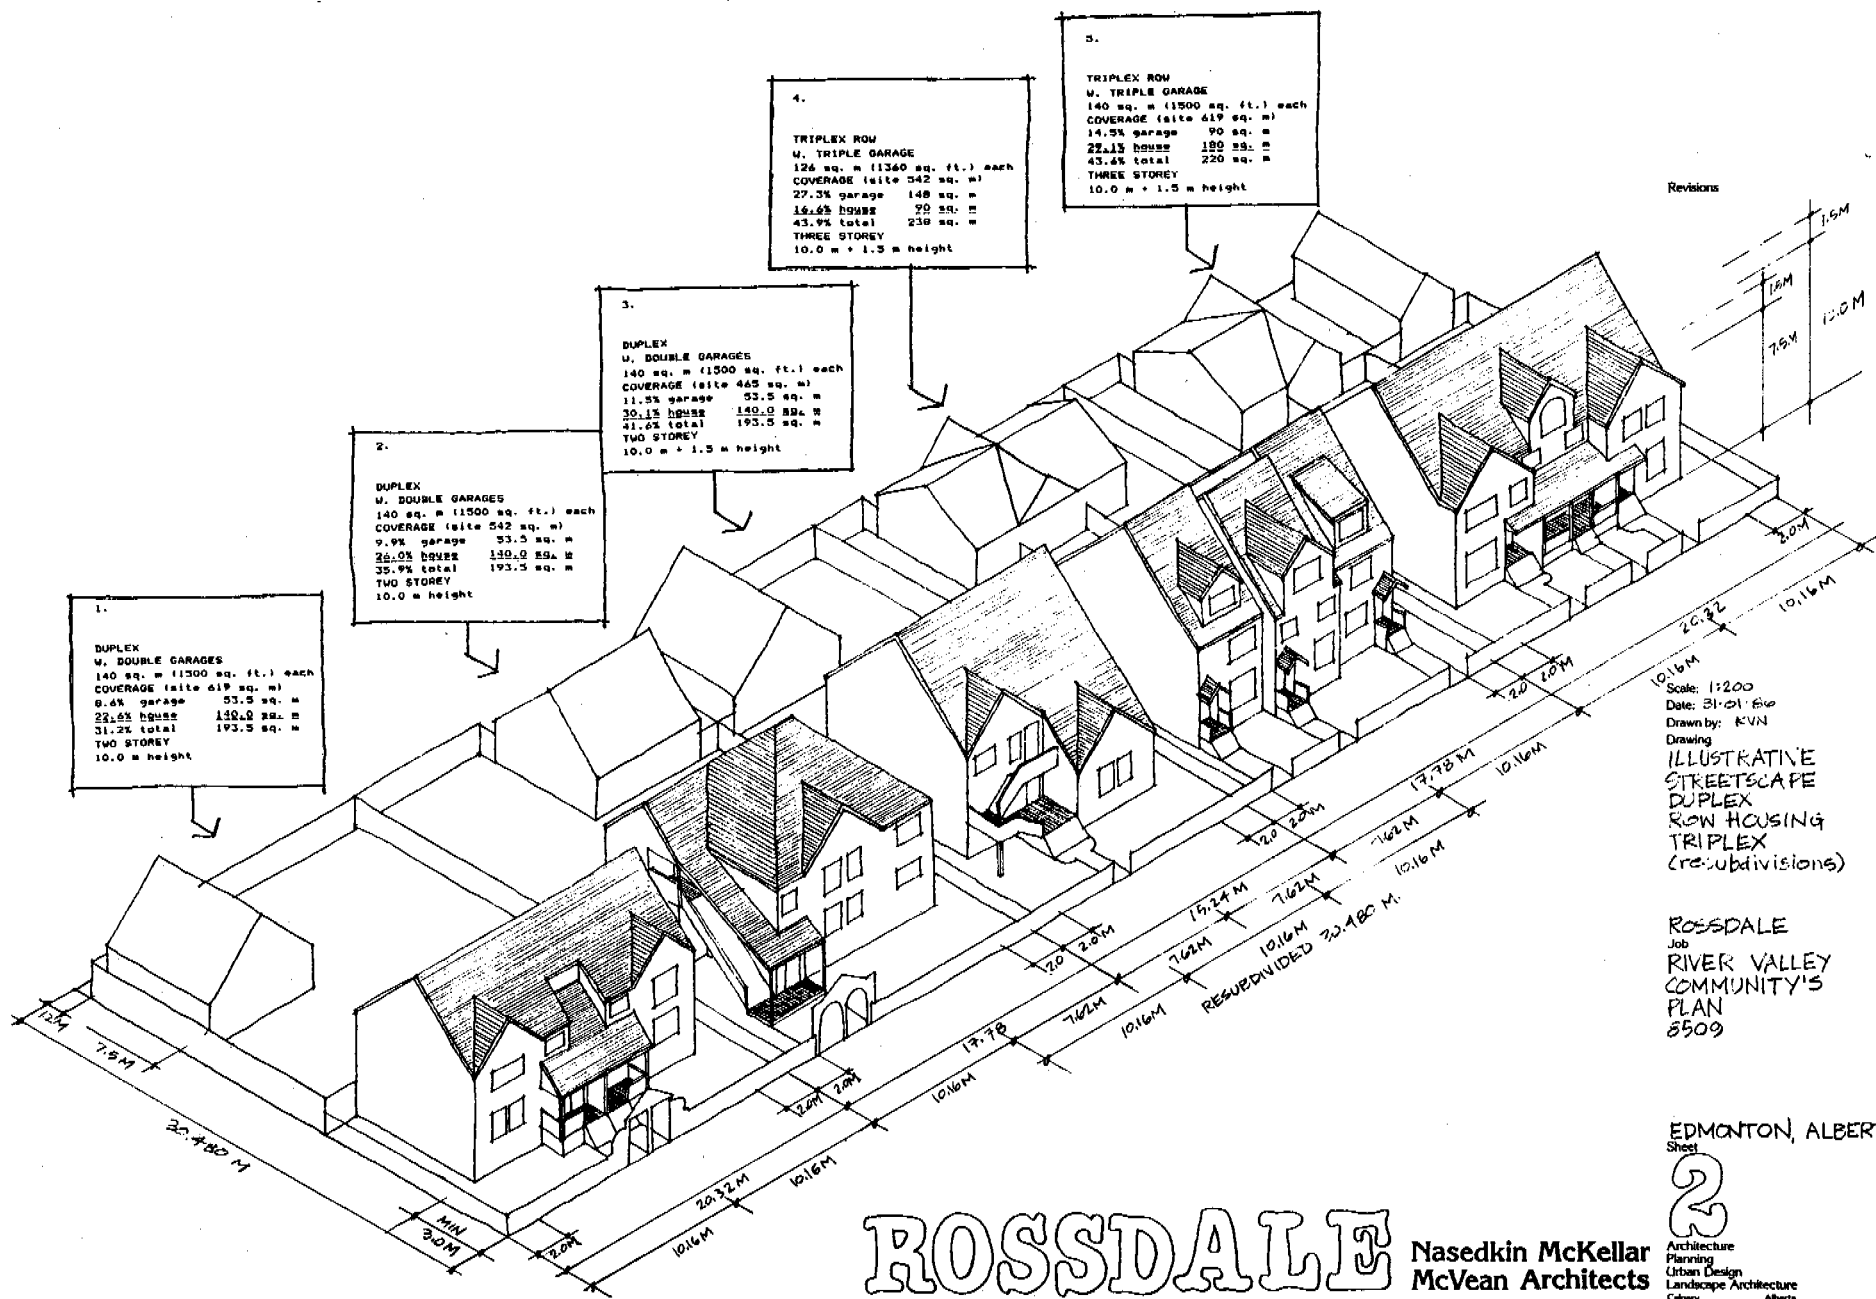 5.
TRIPLEX ROW
W. TRIPLE GARAGE
140 sq. m (1500 sq. ft.) each
COVERAGE (site 619 sq. m)
14.5% garage 90 sq. m
29.1% house 180 sq. m
43.6% total 220 sq. m
THREE STOREY
10.0 m + 1.5 m height
4.
TRIPLEX ROW
W. TRIPLE GARAGE
126 sq. m (1360 sq. ft.) each
COVERAGE (site 542 sq. m)
27.3% garage 148 sq. m
16.6% house 90 sq. m
43.9% total 238 sq. m
THREE STOREY
10.0 m + 1.5 m height
3.
DUPLEX
W. DOUBLE GARAGES
140 sq. m (1500 sq. ft.) each
COVERAGE (site 465 sq. m)
11.5% garage 53.5 sq. m
30.1% house 140.0 sq. m
41.6% total 193.5 sq. m
TWO STOREY
10.0 m + 1.5 m height
2.
DUPLEX
W. DOUBLE GARAGES
140 sq. m (1500 sq. ft.) each
COVERAGE (site 542 sq. m)
9.9% garage 53.5 sq. m
26.0% house 140.0 sq. m
35.9% total 193.5 sq. m
TWO STOREY
10.0 m height
1.
DUPLEX
W. DOUBLE GARAGES
140 sq. m (1500 sq. ft.) each
COVERAGE (site 619 sq. m)
8.6% garage 53.5 sq. m
22.6% house 140.0 sq. m
31.2% total 193.5 sq. m
TWO STOREY
10.0 m height
Revisions
1.5M
1.5M
7.5M
2.0M
10.16M
20.32
10.16M
2.0 2.0M
10.16M
17.78M
7.62M
10.16M
2.0 2.0M
7.62M
15.24M
7.62M
10.16M
RESUBDIVIDED 30.480 M.
2.0 2.0M
7.62M
10.16M
17.78
10.16M
2.0M 2.0M
10.16M
20.32M
10.16M
2.0M
MIN
3.0M
30.480 M
7.5M
1.2M
Scale: 1:200
Date: 31·01·86
Drawn by: KVN
Drawing
ILLUSTRATIVE
STREETSCAPE
DUPLEX
ROW HOUSING
TRIPLEX
(re-subdivisions)
ROSSDALE
Job
RIVER VALLEY
COMMUNITY'S
PLAN
8509
EDMONTON, ALBER
Sheet
2
ROSSDALE
Nasedkin McKellar
McVean Architects
Architecture
Planning
Urban Design
Landscape Architecture
Calgary Alberta